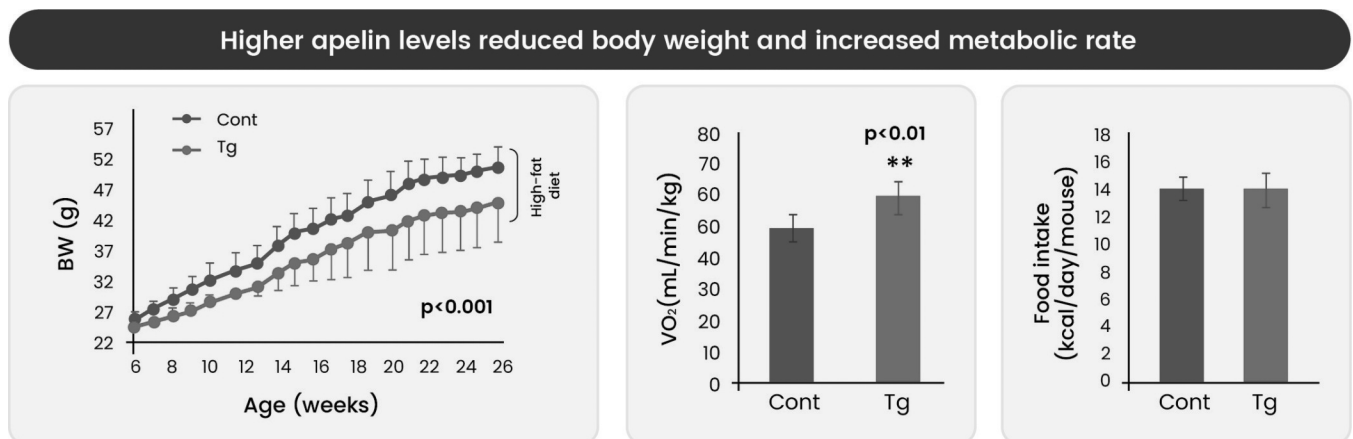 Higher apelin levels reduced body weight and increased metabolic rate
BW (g)
57
52
47
42
37
32
27
22
Cont
Tg
High-fat
diet
p<0.001
6 8 10 12 14 16 18 20 22 24 26
Age (weeks)
VO₂(mL/min/kg)
80
70
60
60
40
30
20
10
0
p<0.01
**
Cont Tg
Food intake
(kcal/day/mouse)
18
16
14
12
10
8
6
4
2
0
Cont Tg